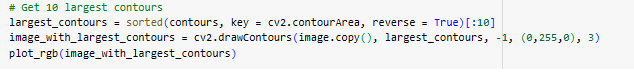 # Get 10 largest contours
largest_contours = sorted(contours, key = cv2.contourArea, reverse = True)[:10]
image_with_largest_contours = cv2.drawContours(image.copy(), largest_contours, -1, (0,255,0), 3)
plot_rgb(image_with_largest_contours)